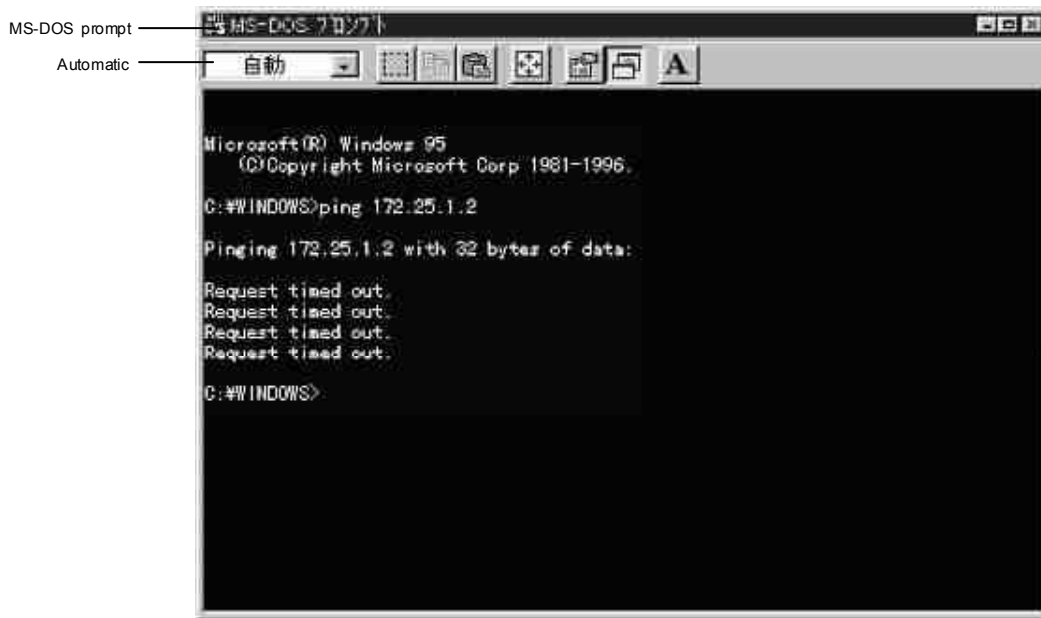 MS-DOS prompt
MS-DOS プロンプト
Automatic
自動
A
Microsoft(R) Windows 95
(C)Copyright Microsoft Corp 1981-1996.
C:¥WINDOWS>ping 172.25.1.2
Pinging 172.25.1.2 with 32 bytes of data:
Request timed out.
Request timed out.
Request timed out.
Request timed out.
C:¥WINDOWS>